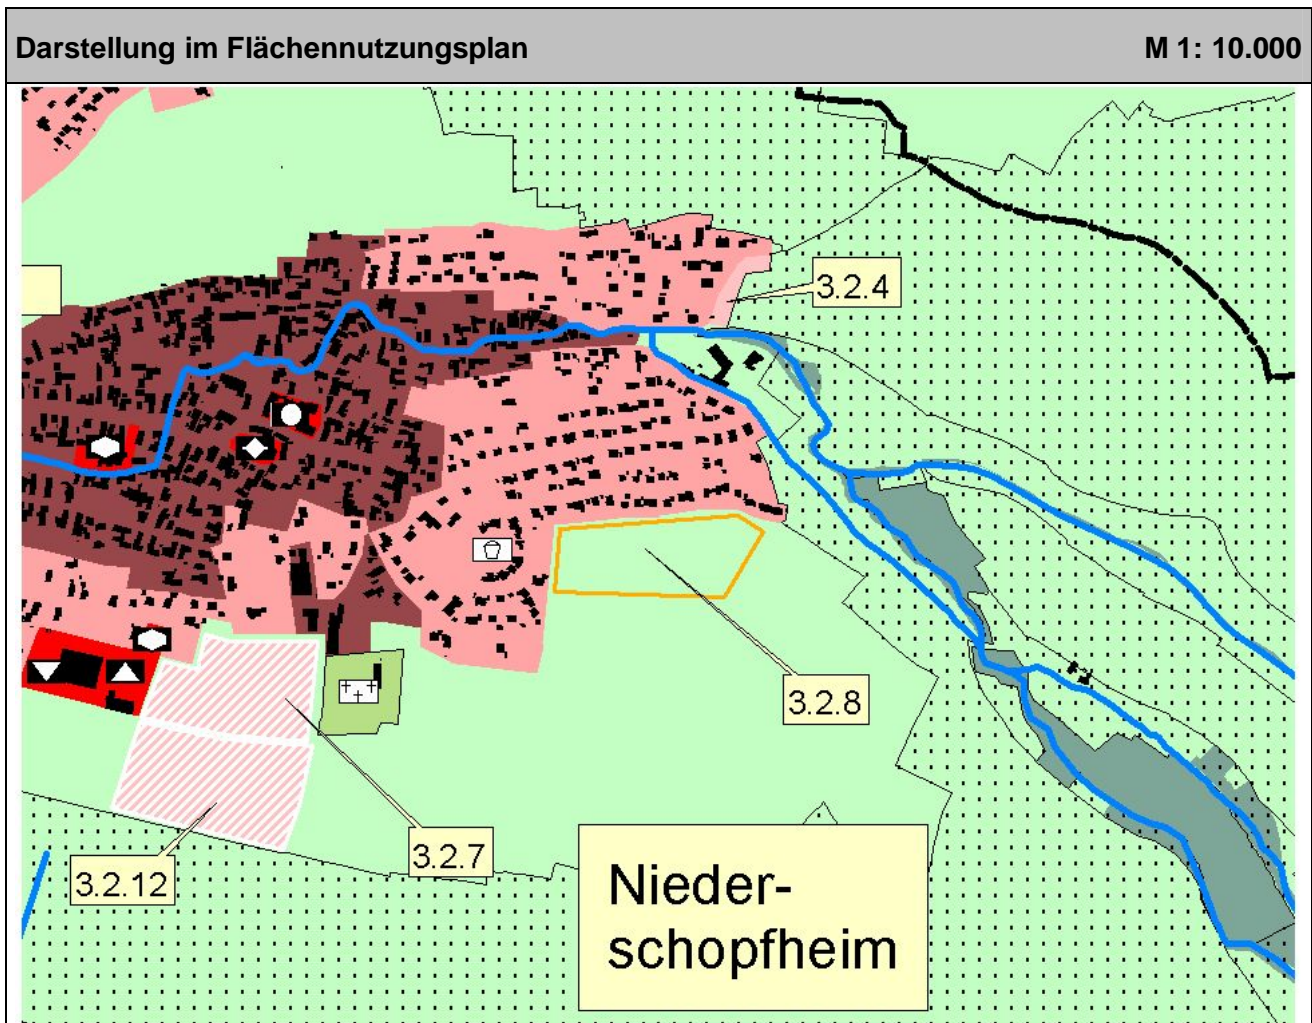 Darstellung im Flächennutzungsplan M 1: 10.000
3.2.4
3.2.8
3.2.7
3.2.12
Nieder-
schopfheim